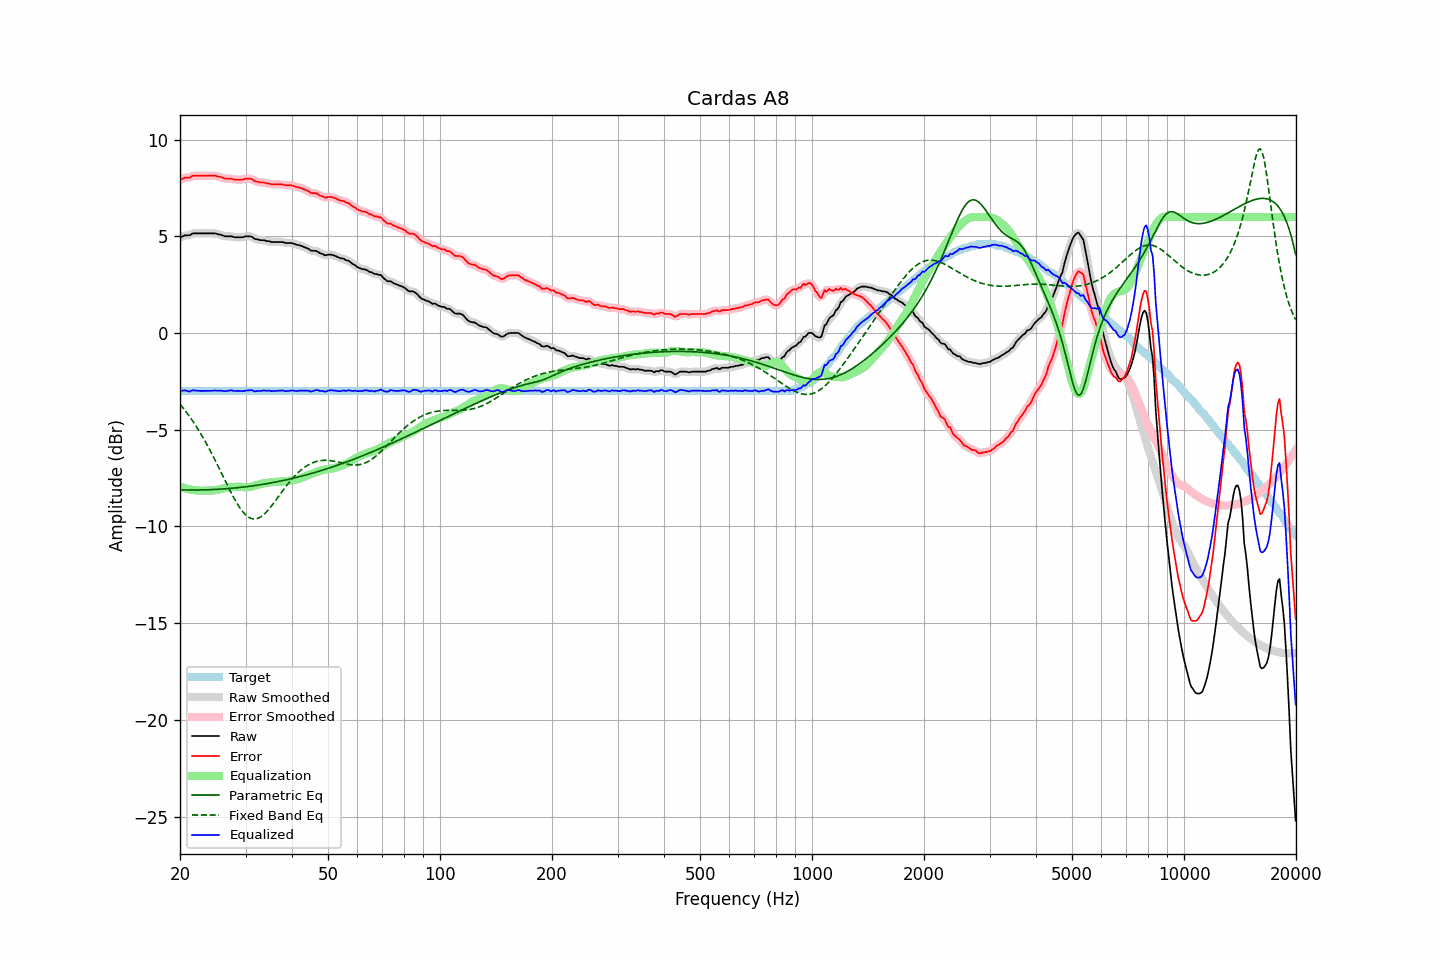 Cardas A8
10
5
0
−5
−10
−15
−20
−25
Amplitude (dBr)
Target
Raw Smoothed
Error Smoothed
Raw
Error
Equalization
Parametric Eq
Fixed Band Eq
Equalized
20 50 100 200 500 1000 2000 5000 10000 20000
Frequency (Hz)